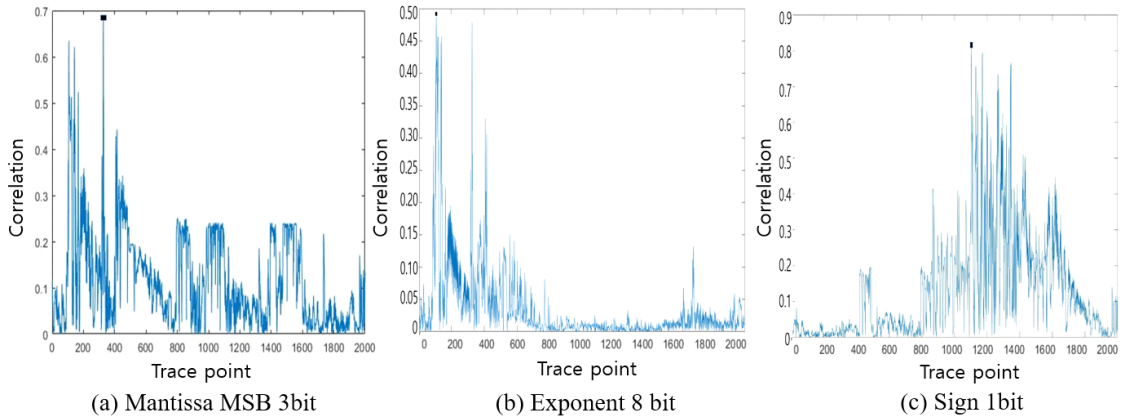 0.7
0.6
0.5
0.4
0.3
0.2
0.1
0
Correlation
0 200 400 600 800 1000 1200 1400 1600 1800 2000
Trace point
(a) Mantissa MSB 3bit
0.50
0.45
0.40
0.35
0.30
0.25
0.20
0.15
0.10
0.05
0
Correlation
0 200 400 600 800 1000 1200 1400 1600 1800 2000
Trace point
(b) Exponent 8 bit
0.9
0.8
0.7
0.6
0.5
0.4
0.3
0.2
0.1
0
Correlation
0 200 400 600 800 1000 1200 1400 1600 1800 2000
Trace point
(c) Sign 1bit